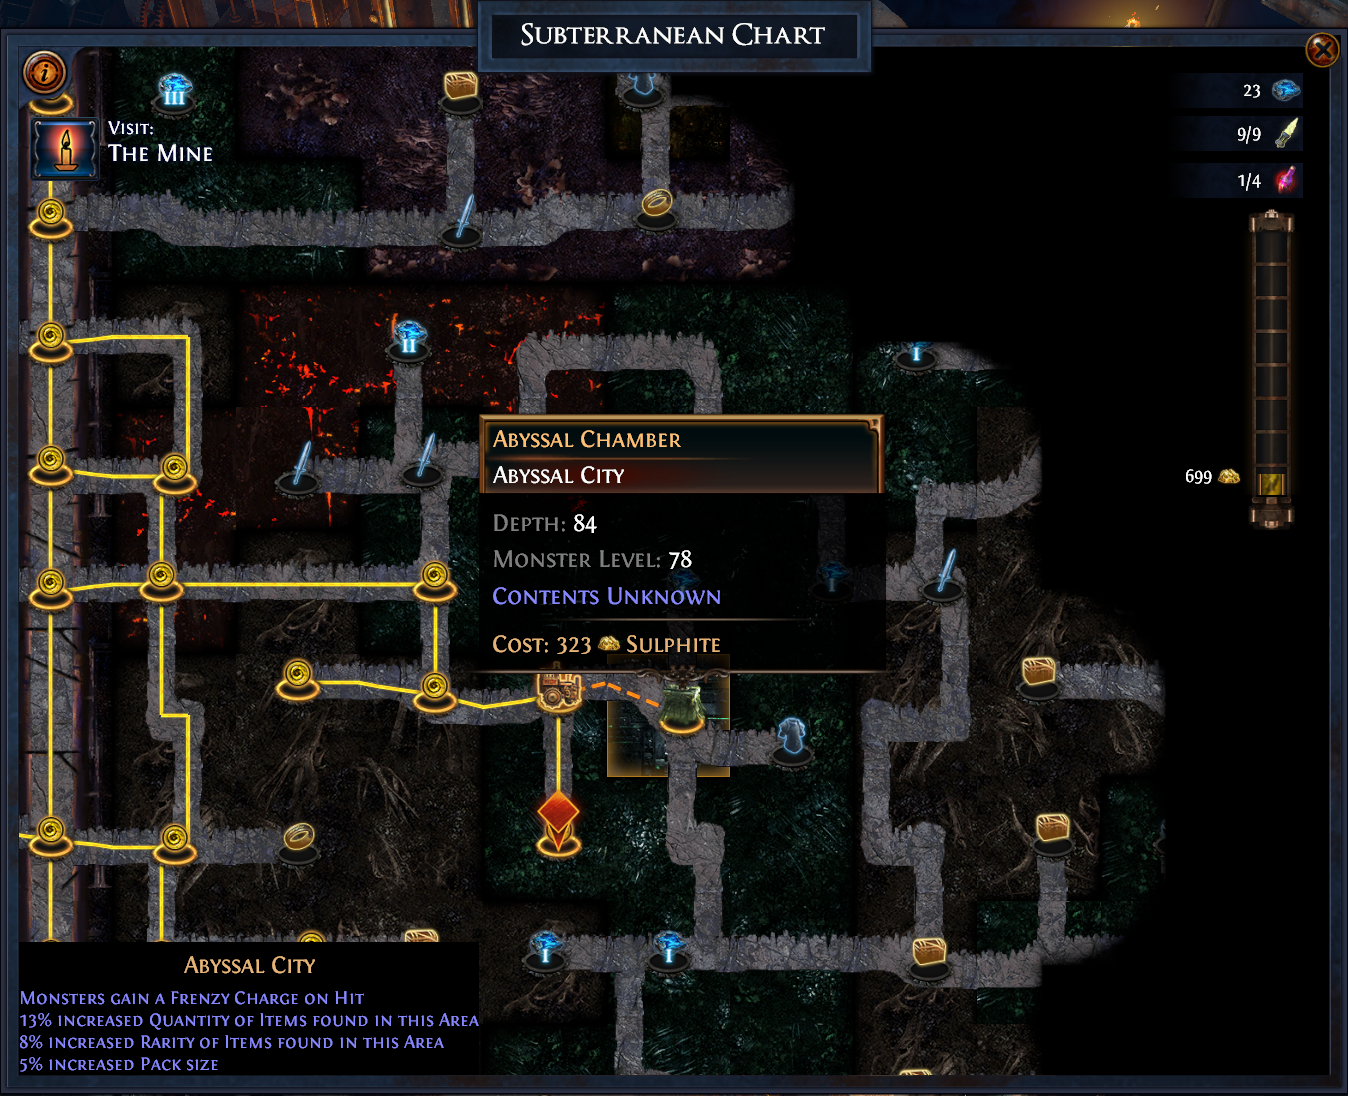 Subterranean Chart
Visit:
The Mine
23
9/9
1/4
III
II
I
Abyssal Chamber
Abyssal City
Depth: 84
Monster Level: 78
Contents Unknown
Cost: 323 Sulphite
699
I
I
I
Abyssal City
Monsters gain a Frenzy Charge on Hit
13% increased Quantity of Items found in this Area
8% increased Rarity of Items found in this Area
5% increased Pack size